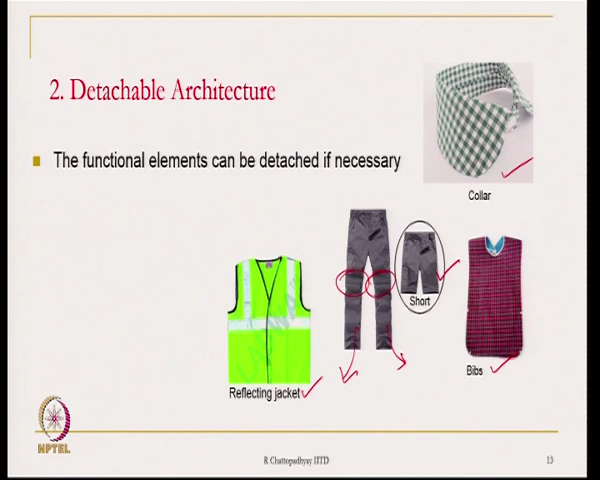 2. Detachable Architecture
The functional elements can be detached if necessary
Collar
Short
Reflecting jacket
Bibs
NPTEL
R Chattopadhyay IITD
13